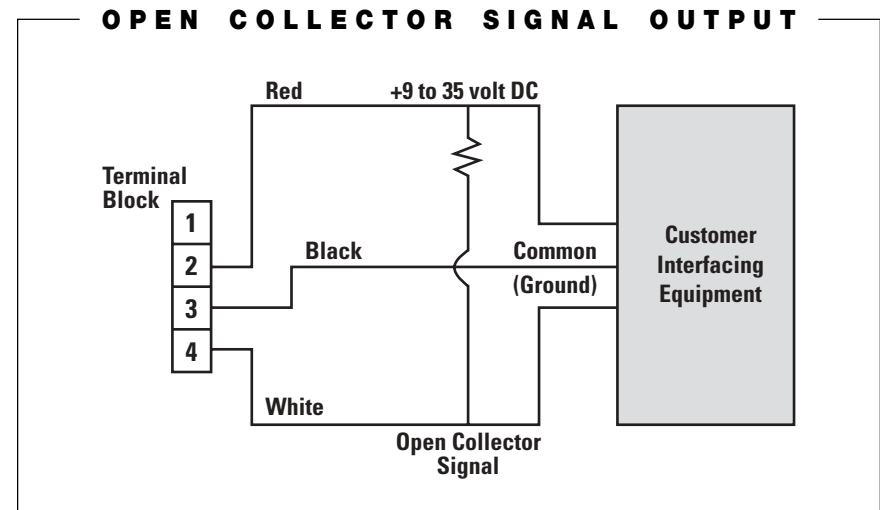 OPEN COLLECTOR SIGNAL OUTPUT
Red
+9 to 35 volt DC
Terminal
Block
1
2
3
4
Black
Common
(Ground)
Customer
Interfacing
Equipment
White
Open Collector
Signal